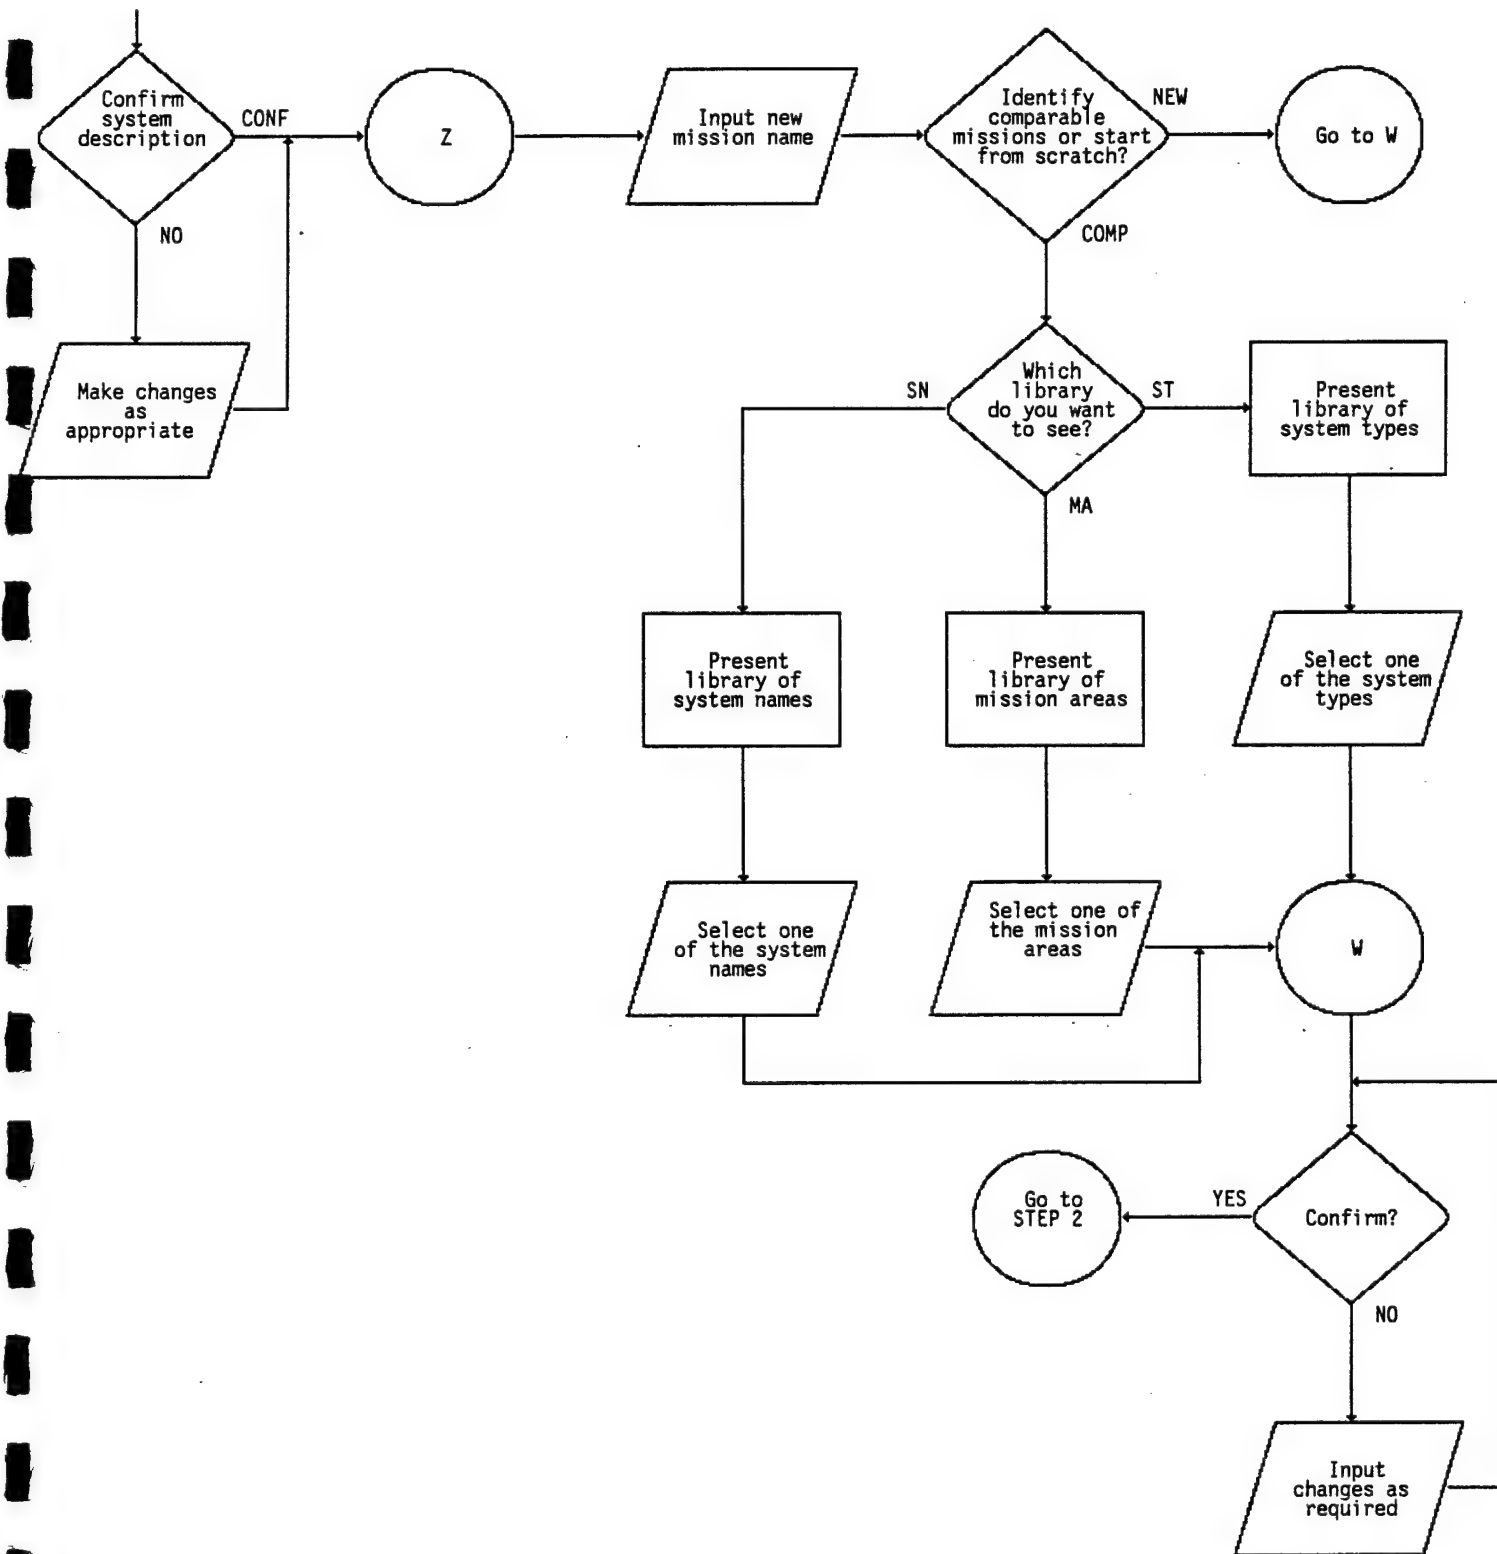 Confirm
system
description
CONF
NO
Make changes
as
appropriate
Z
Input new
mission name
Identify
comparable
missions or start
from scratch?
NEW
Go to W
COMP
Which
library
do you want
to see?
SN
ST
MA
Present
library of
system types
Present
library of
system names
Present
library of
mission areas
Select one
of the system
types
Select one
of the system
names
Select one of
the mission
areas
W
Go to
STEP 2
YES
Confirm?
NO
Input
changes as
required